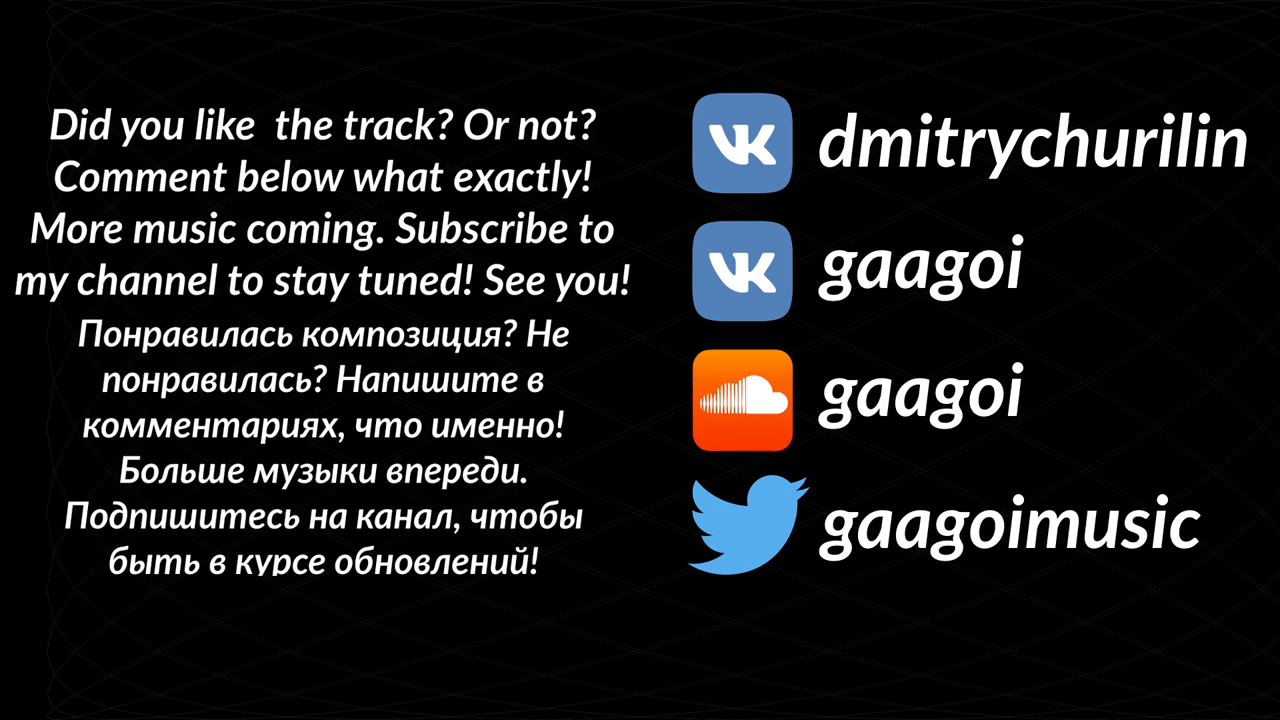 Did you like the track? Or not?
Comment below what exactly!
More music coming. Subscribe to
my channel to stay tuned! See you!
Понравилась композиция? Не
понравилась? Напишите в
комментариях, что именно!
Больше музыки впереди.
Подпишитесь на канал, чтобы
быть в курсе обновлений!
dmitrychurilin
gaagoi
gaagoi
gaagoimusic